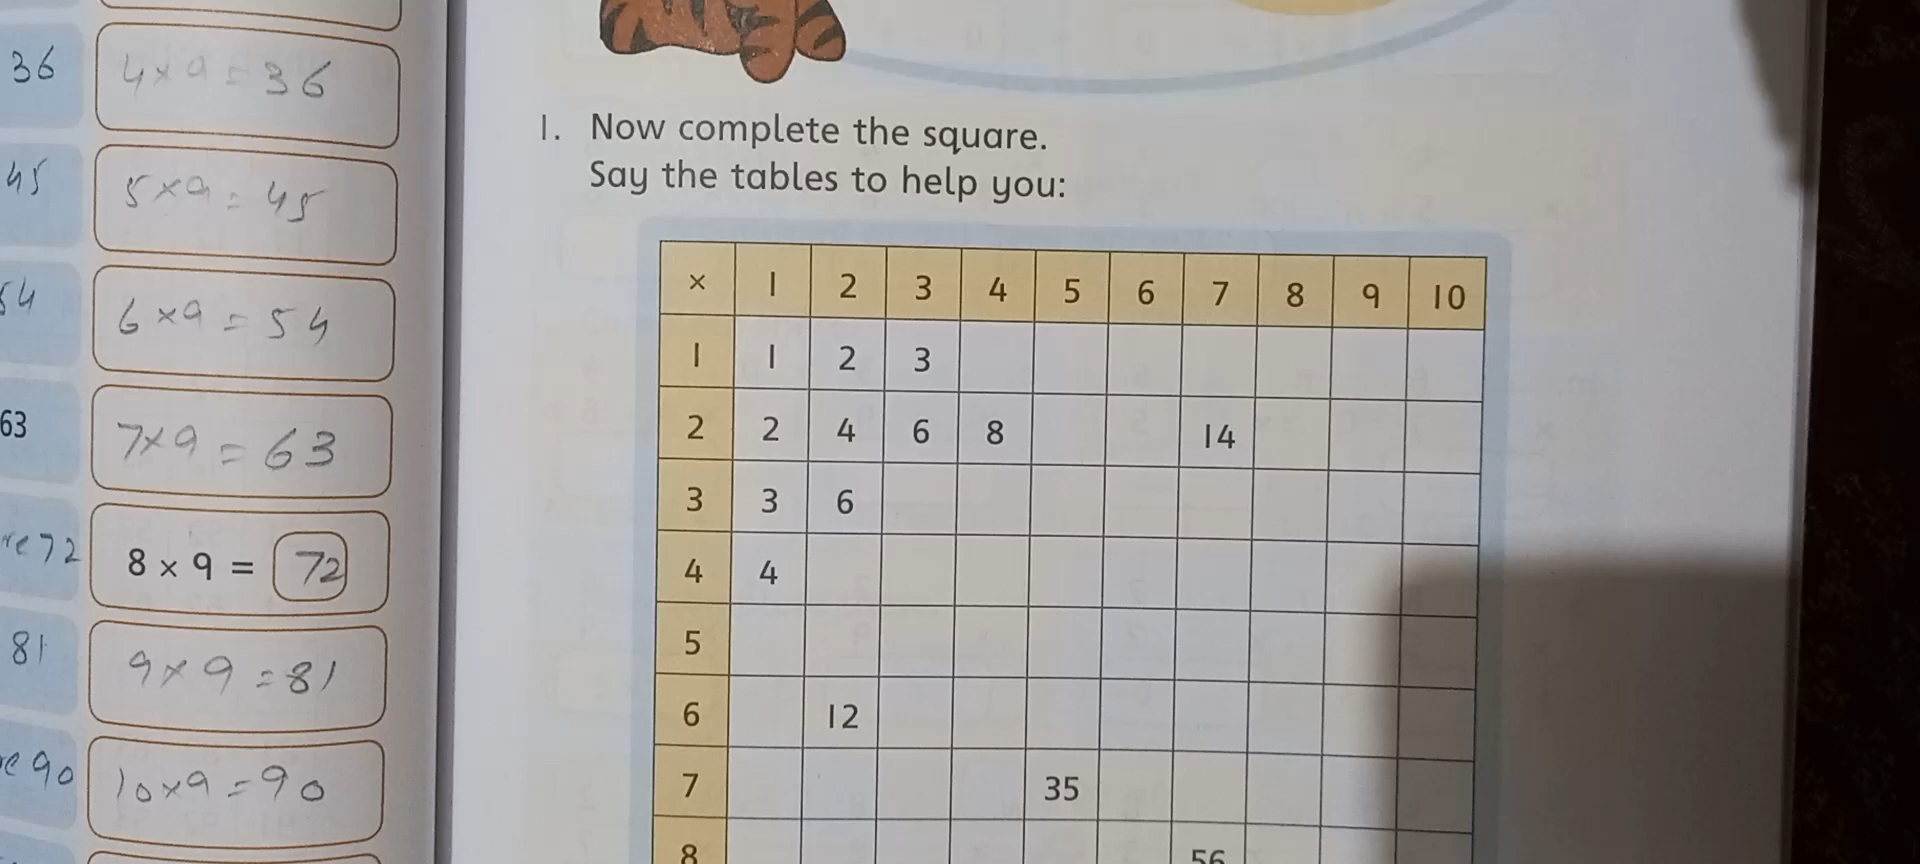 36
4 × 9 = 36
45
5 × 9 = 45
54
6 × 9 = 54
63
7 × 9 = 63
re 72
8 × 9 = 72
81
9 × 9 = 81
re 90
10 × 9 = 90
1. Now complete the square.
Say the tables to help you:
× 1 2 3 4 5 6 7 8 9 10
1 1 2 3
2 2 4 6 8 14
3 3 6
4 4
5
6 12
7 35
8 56